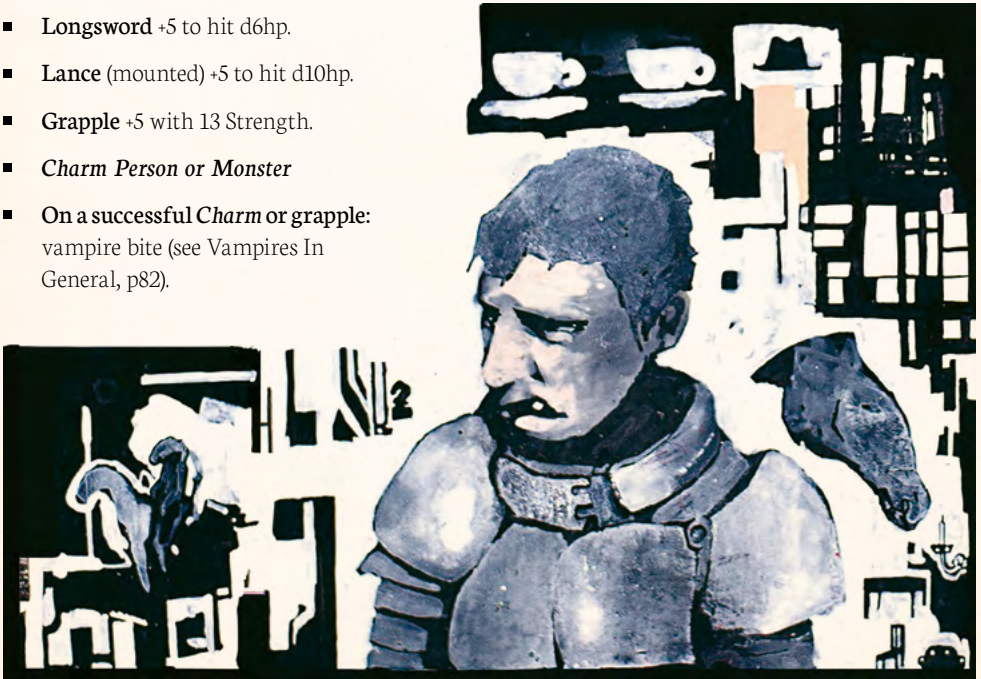 ▪ Longsword +5 to hit d6hp.
▪ Lance (mounted) +5 to hit d10hp.
▪ Grapple +5 with 13 Strength.
▪ Charm Person or Monster
▪ On a successful Charm or grapple:
vampire bite (see Vampires In
General, p82).
2